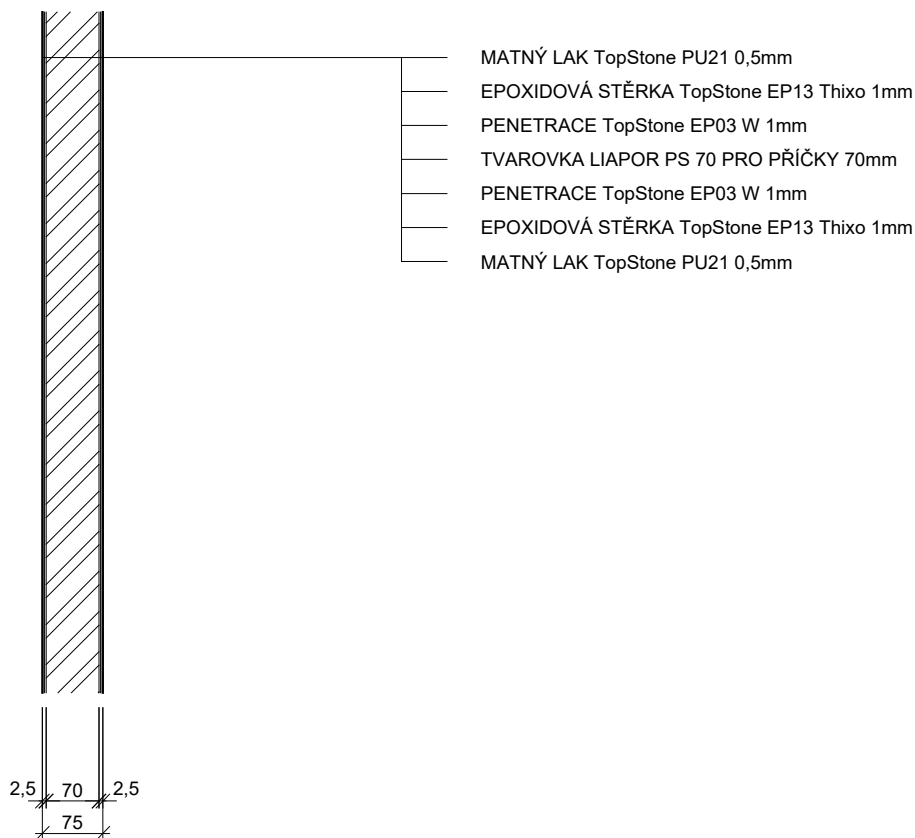 MATNÝ LAK TopStone PU21 0,5mm
EPOXIDOVÁ STĚRKA TopStone EP13 Thixo 1mm
PENETRACE TopStone EP03 W 1mm
TVAROVKA LIAPOR PS 70 PRO PŘÍČKY 70mm
PENETRACE TopStone EP03 W 1mm
EPOXIDOVÁ STĚRKA TopStone EP13 Thixo 1mm
MATNÝ LAK TopStone PU21 0,5mm
2,5 70 2,5
75